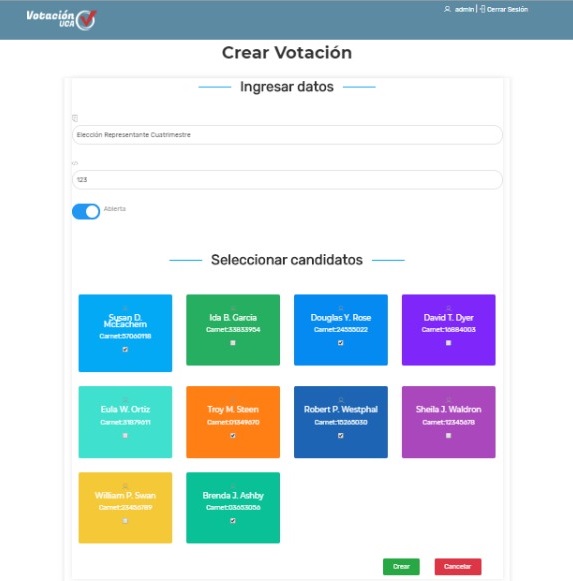 Votación
UCA
admin | Cerrar Sesión
Crear Votación
Ingresar datos
Elección Representante Cuatrimestre
123
Abierta
Seleccionar candidatos
Susan D.
McEachern
Carnet:57060118
Ida B. Garcia
Carnet:33833954
Douglas Y. Rose
Carnet:24555022
David T. Dyer
Carnet:16884003
Eula W. Ortiz
Carnet:31879611
Troy M. Steen
Carnet:01349670
Robert P. Westphal
Carnet:15265030
Sheila J. Waldron
Carnet:12345678
William P. Swan
Carnet:23456789
Brenda J. Ashby
Carnet:03653056
Crear
Cancelar